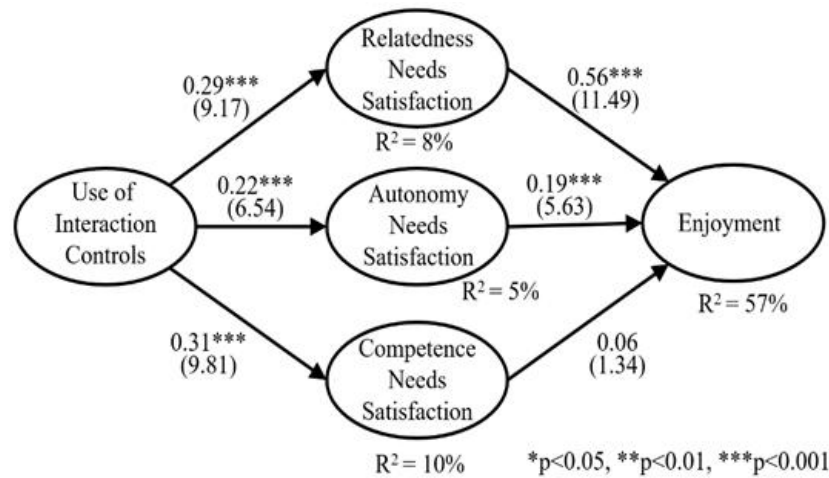 Relatedness
Needs
Satisfaction
R² = 8%
0.29***
(9.17)
0.56***
(11.49)
Use of
Interaction
Controls
0.22***
(6.54)
Autonomy
Needs
Satisfaction
R² = 5%
0.19***
(5.63)
Enjoyment
R² = 57%
0.31***
(9.81)
Competence
Needs
Satisfaction
R² = 10%
0.06
(1.34)
*p<0.05, **p<0.01, ***p<0.001